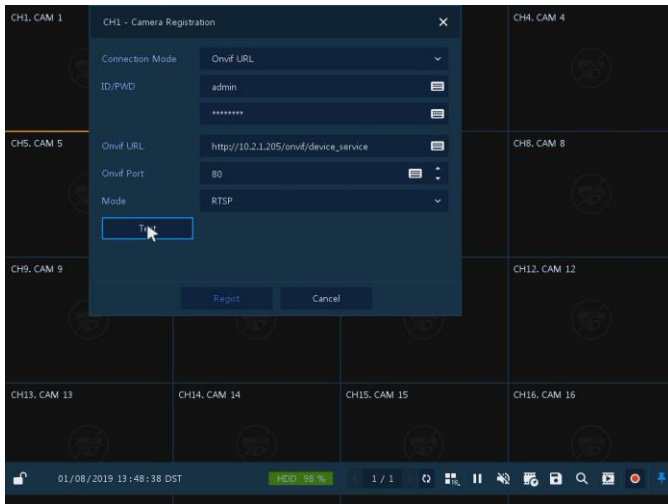 CH1. CAM 1
CH4. CAM 4
CH1 - Camera Registration
Connection Mode Onvif URL
ID/PWD admin
********
CH5. CAM 5
CH8. CAM 8
Onvif URL http://10.2.1.205/onvif/device_service
Onvif Port 80
Mode RTSP
CH9. CAM 9
CH12. CAM 12
Regist Cancel
CH13. CAM 13 CH14. CAM 14 CH15. CAM 15 CH16. CAM 16
01/08/2019 13:48:38 DST HDD 98 % 1 / 1 16